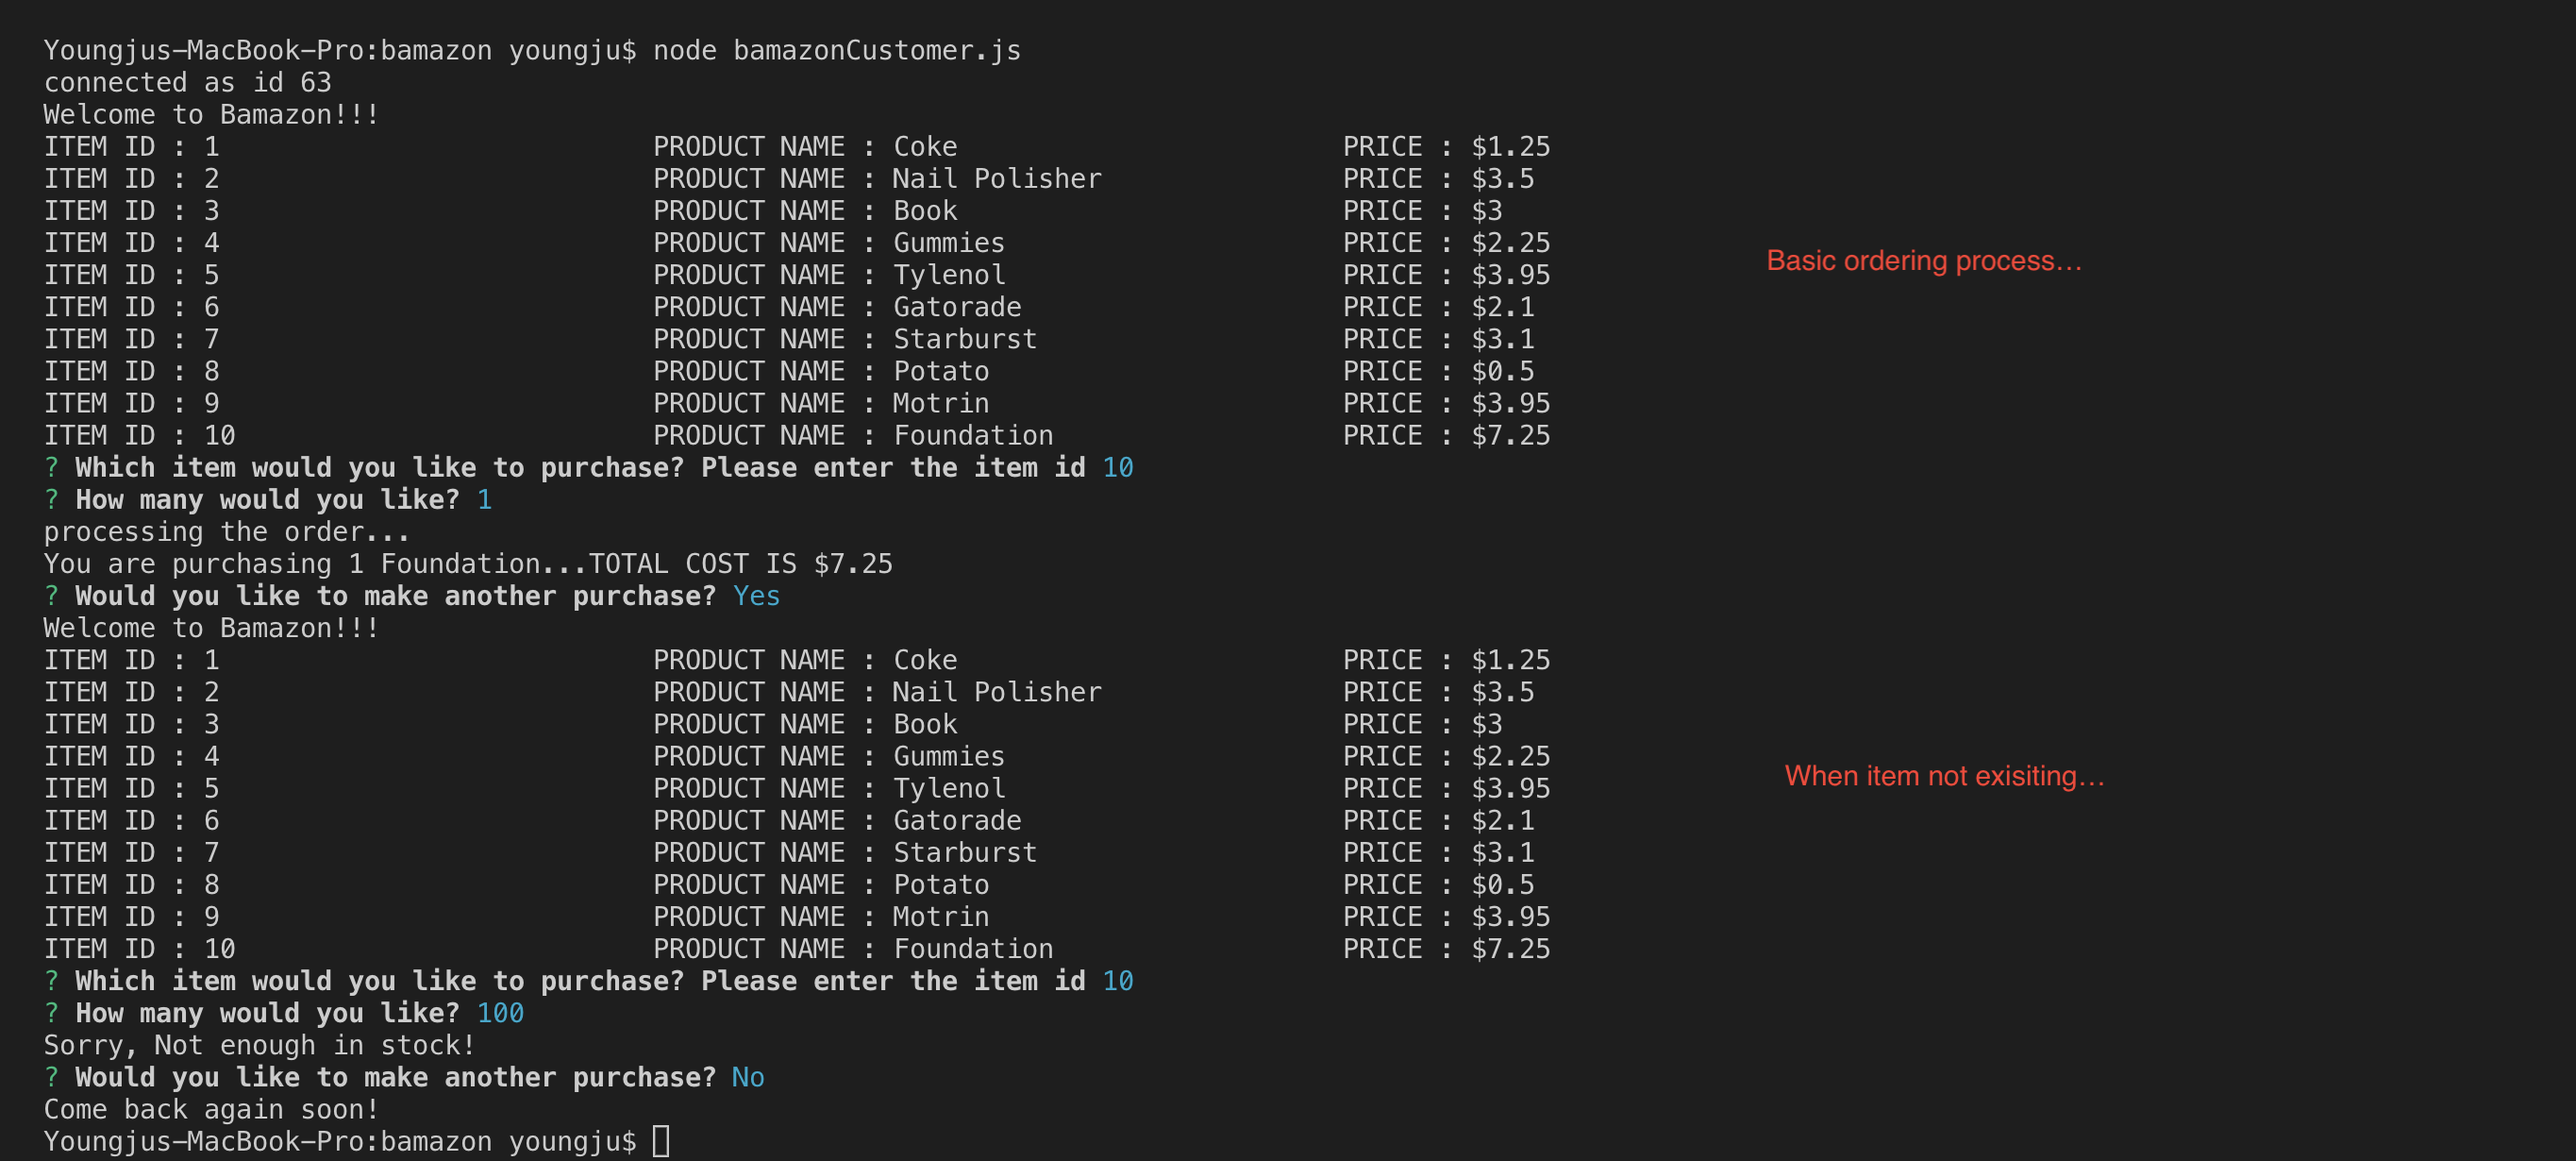 Youngjus-MacBook-Pro:bamazon youngju$ node bamazonCustomer.js
connected as id 63
Welcome to Bamazon!!!
ITEM ID : 1 PRODUCT NAME : Coke PRICE : $1.25
ITEM ID : 2 PRODUCT NAME : Nail Polisher PRICE : $3.5
ITEM ID : 3 PRODUCT NAME : Book PRICE : $3
ITEM ID : 4 PRODUCT NAME : Gummies PRICE : $2.25
Basic ordering process…
ITEM ID : 5 PRODUCT NAME : Tylenol PRICE : $3.95
ITEM ID : 6 PRODUCT NAME : Gatorade PRICE : $2.1
ITEM ID : 7 PRODUCT NAME : Starburst PRICE : $3.1
ITEM ID : 8 PRODUCT NAME : Potato PRICE : $0.5
ITEM ID : 9 PRODUCT NAME : Motrin PRICE : $3.95
ITEM ID : 10 PRODUCT NAME : Foundation PRICE : $7.25
? Which item would you like to purchase? Please enter the item id 10
? How many would you like? 1
processing the order...
You are purchasing 1 Foundation...TOTAL COST IS $7.25
? Would you like to make another purchase? Yes
Welcome to Bamazon!!!
ITEM ID : 1 PRODUCT NAME : Coke PRICE : $1.25
ITEM ID : 2 PRODUCT NAME : Nail Polisher PRICE : $3.5
ITEM ID : 3 PRODUCT NAME : Book PRICE : $3
ITEM ID : 4 PRODUCT NAME : Gummies PRICE : $2.25
When item not exisiting…
ITEM ID : 5 PRODUCT NAME : Tylenol PRICE : $3.95
ITEM ID : 6 PRODUCT NAME : Gatorade PRICE : $2.1
ITEM ID : 7 PRODUCT NAME : Starburst PRICE : $3.1
ITEM ID : 8 PRODUCT NAME : Potato PRICE : $0.5
ITEM ID : 9 PRODUCT NAME : Motrin PRICE : $3.95
ITEM ID : 10 PRODUCT NAME : Foundation PRICE : $7.25
? Which item would you like to purchase? Please enter the item id 10
? How many would you like? 100
Sorry, Not enough in stock!
? Would you like to make another purchase? No
Come back again soon!
Youngjus-MacBook-Pro:bamazon youngju$